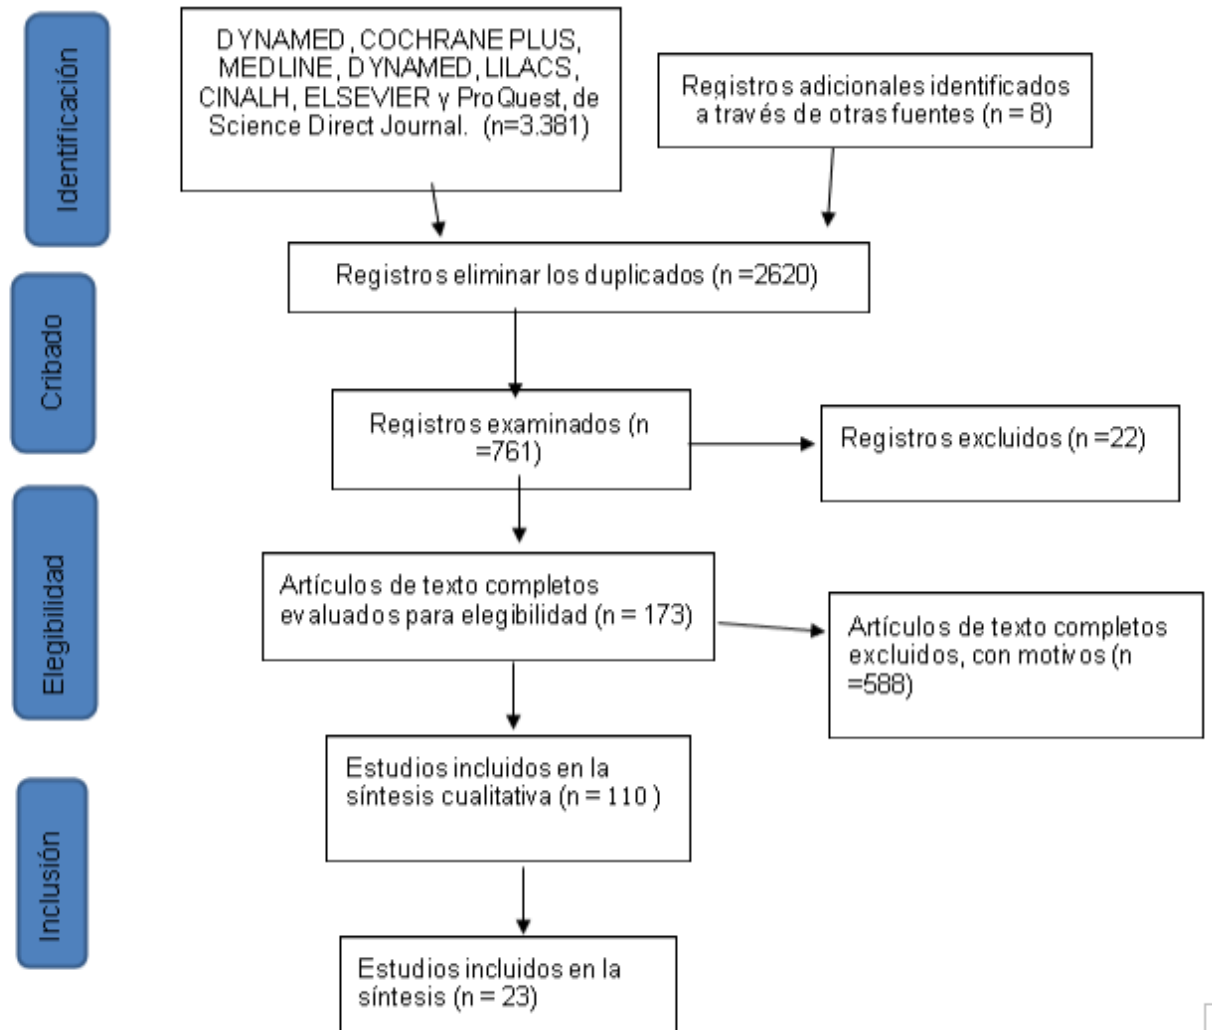 Identificación
DYNAMED, COCHRANE PLUS,
MEDLINE, DYNAMED, LILACS,
CINALH, ELSEVIER y ProQuest, de
Science Direct Journal. (n=3.381)
Registros adicionales identificados
a través de otras fuentes (n = 8)
Registros eliminar los duplicados (n =2620)
Cribado
Registros examinados (n
=761)
Registros excluidos (n =22)
Elegibilidad
Artículos de texto completos
evaluados para elegibilidad (n = 173)
Artículos de texto completos
excluidos, con motivos (n
=588)
Inclusión
Estudios incluidos en la
síntesis cualitativa (n = 110 )
Estudios incluidos en la
síntesis (n = 23)